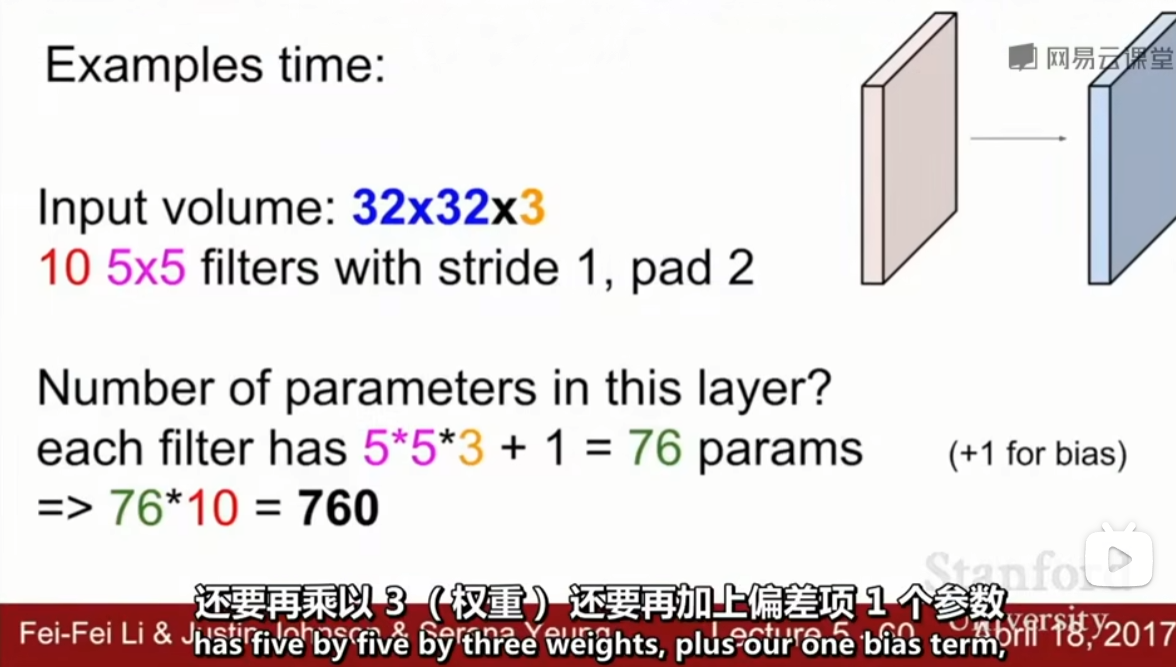 Examples time:
网易云课堂
Input volume: 32x32x3
10 5x5 filters with stride 1, pad 2
Number of parameters in this layer?
each filter has 5*5*3 + 1 = 76 params (+1 for bias)
=> 76*10 = 760
Stanford
University
还要再乘以 3（权重）还要再加上偏差项 1 个参数
Fei-Fei Li & Justin Johnson & Serena Yeung Lecture 5 - 60 April 18, 2017
has five by five by three weights, plus our one bias term,